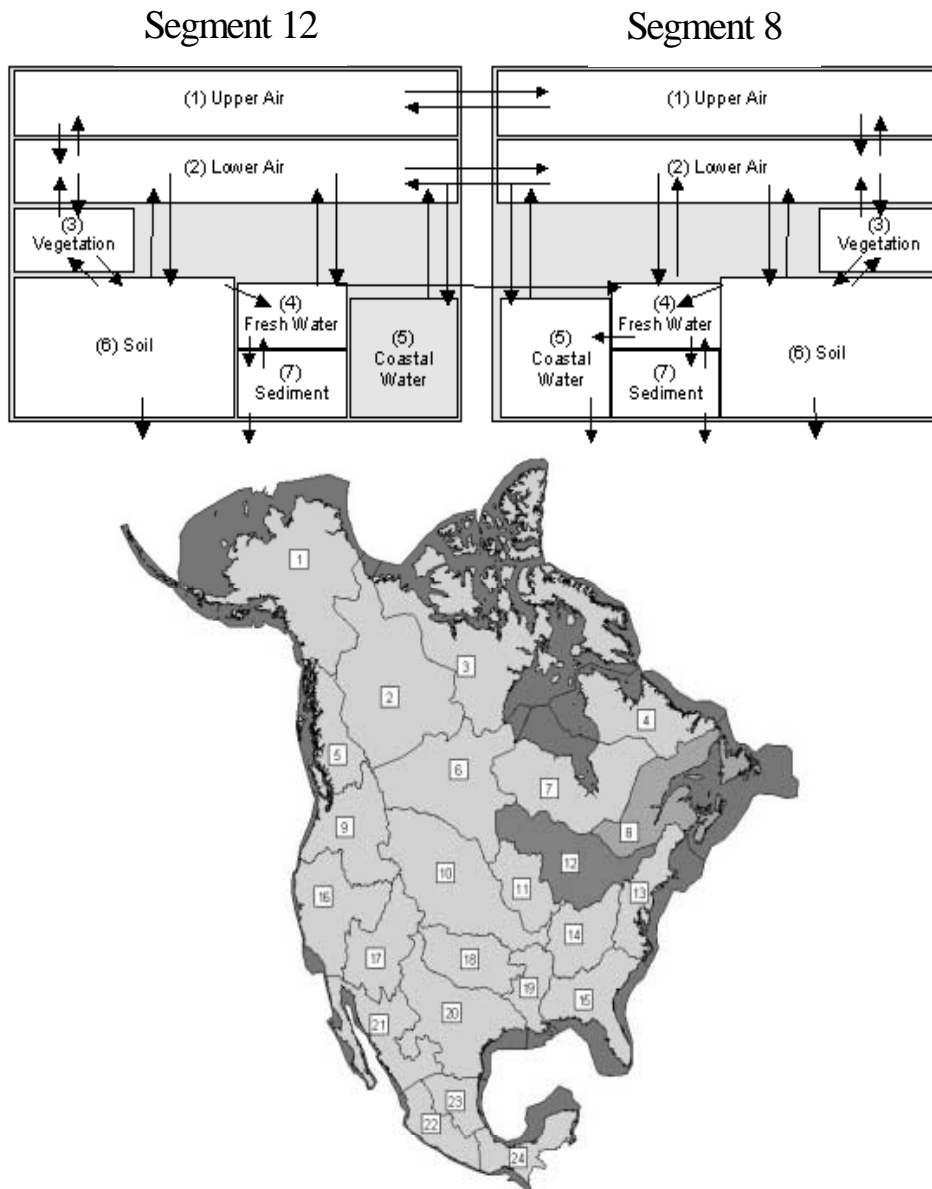 Segment 12
Segment 8
(1) Upper Air
(2) Lower Air
(3)
Vegetation
(4)
Fresh Water
(5)
Coastal
Water
(6) Soil
(7)
Sediment
(1) Upper Air
(2) Lower Air
(3)
Vegetation
(4)
Fresh Water
(5)
Coastal
Water
(6) Soil
(7)
Sediment
1
2
3
4
5
6
7
8
9
10
11
12
13
14
15
16
17
18
19
20
21
22
23
24